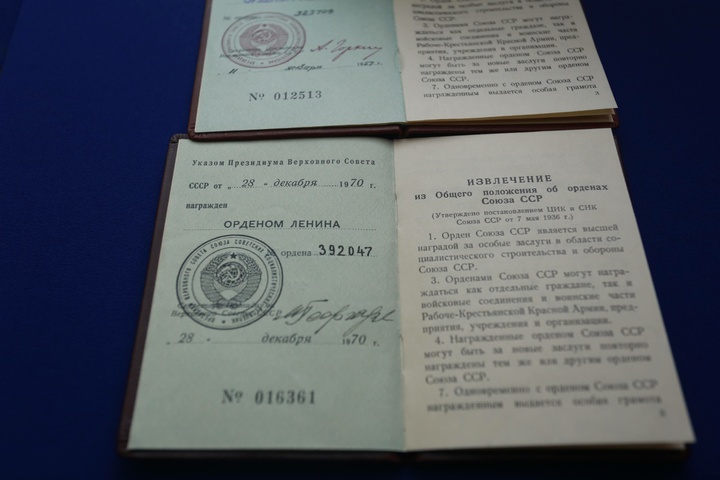 323709
А. Горкин
11 января
№ 012513
3. Орденами Союза ССР могут награ-
ждаться как отдельные граждане, так и
войсковые соединения и воинские части
Рабоче-Крестьянской Красной Армии, пред-
приятия, учреждения и организации.
4. Награжденные орденом Союза ССР
могут быть за новые заслуги повторно
награждены тем же или другим орденом
Союза ССР.
7. Одновременно с орденом Союза ССР
награжденным выдается особая грамота
Указом Президиума Верховного Совета
СССР от „28 - декабря 1970 г.
награжден
ОРДЕНОМ ЛЕНИНА
ордена 392047
„28 - декабря 1970 г.
№ 016361
ИЗВЛЕЧЕНИЕ
из Общего положения об орденах
Союза ССР
(Утверждено постановлением ЦИК и СНК
Союза ССР от 7 мая 1936 г.)
1. Орден Союза ССР является высшей
наградой за особые заслуги в области со-
циалистического строительства и обороны
Союза ССР.
3. Орденами Союза ССР могут награ-
ждаться как отдельные граждане, так и
войсковые соединения и воинские части
Рабоче-Крестьянской Красной Армии, пред-
приятия, учреждения и организации.
4. Награжденные орденом Союза ССР
могут быть за новые заслуги повторно
награждены тем же или другим орденом
Союза ССР.
7. Одновременно с орденом Союза ССР
награжденным выдается особая грамота